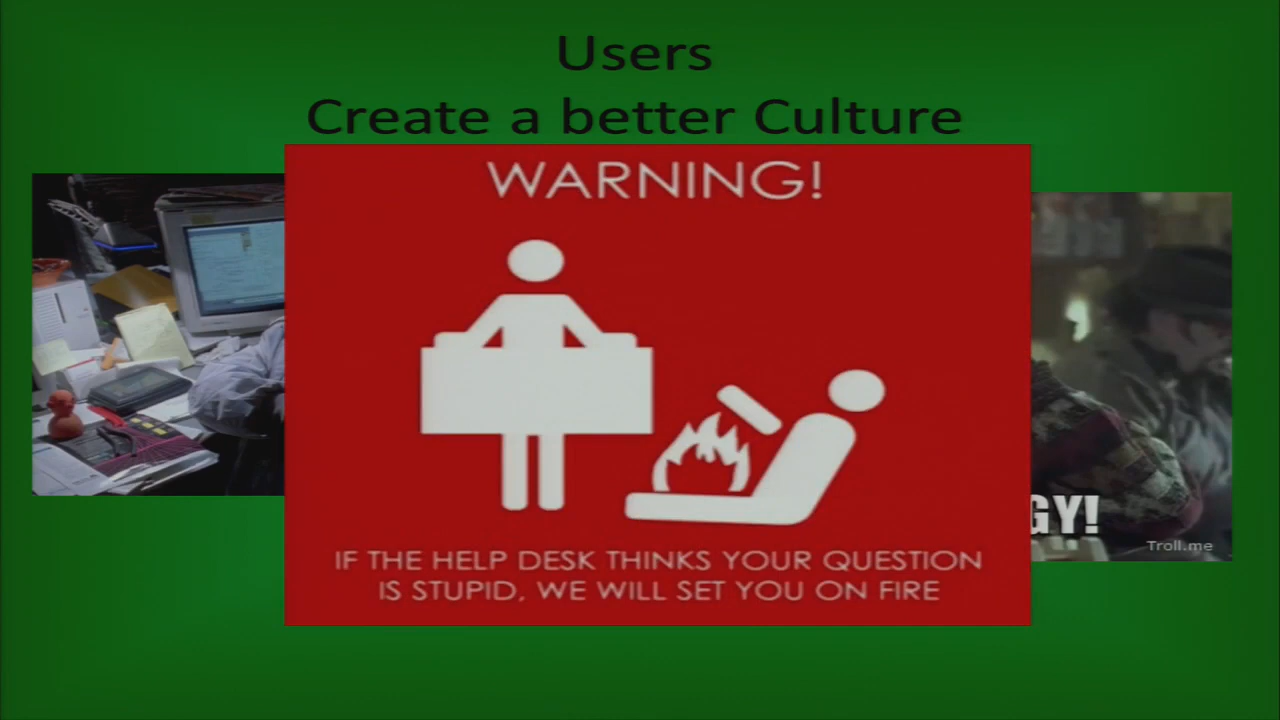 Users
Create a better Culture
WARNING!
IF THE HELP DESK THINKS YOUR QUESTION
IS STUPID, WE WILL SET YOU ON FIRE
GY!
Troll.me